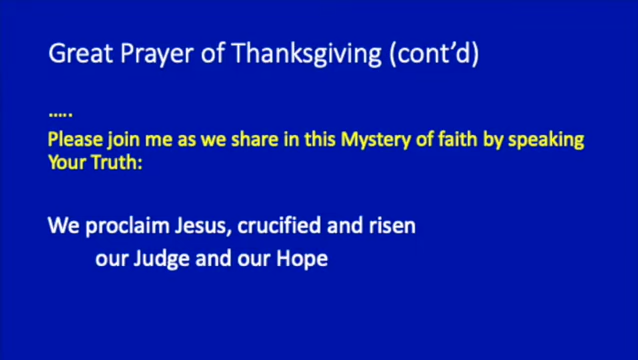 Great Prayer of Thanksgiving (cont’d)
…..
Please join me as we share in this Mystery of faith by speaking
Your Truth:
We proclaim Jesus, crucified and risen
our Judge and our Hope